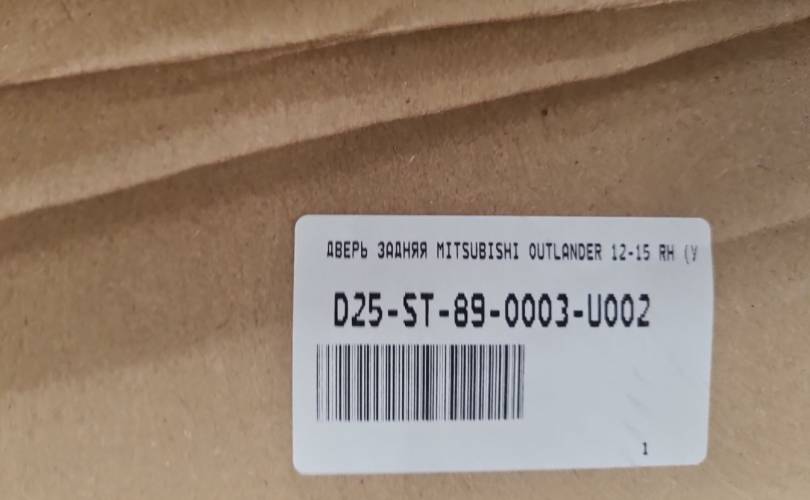 ДВЕРЬ ЗАДНЯЯ MITSUBISHI OUTLANDER 12-15 RH (У
D25-ST-89-0003-U002
1